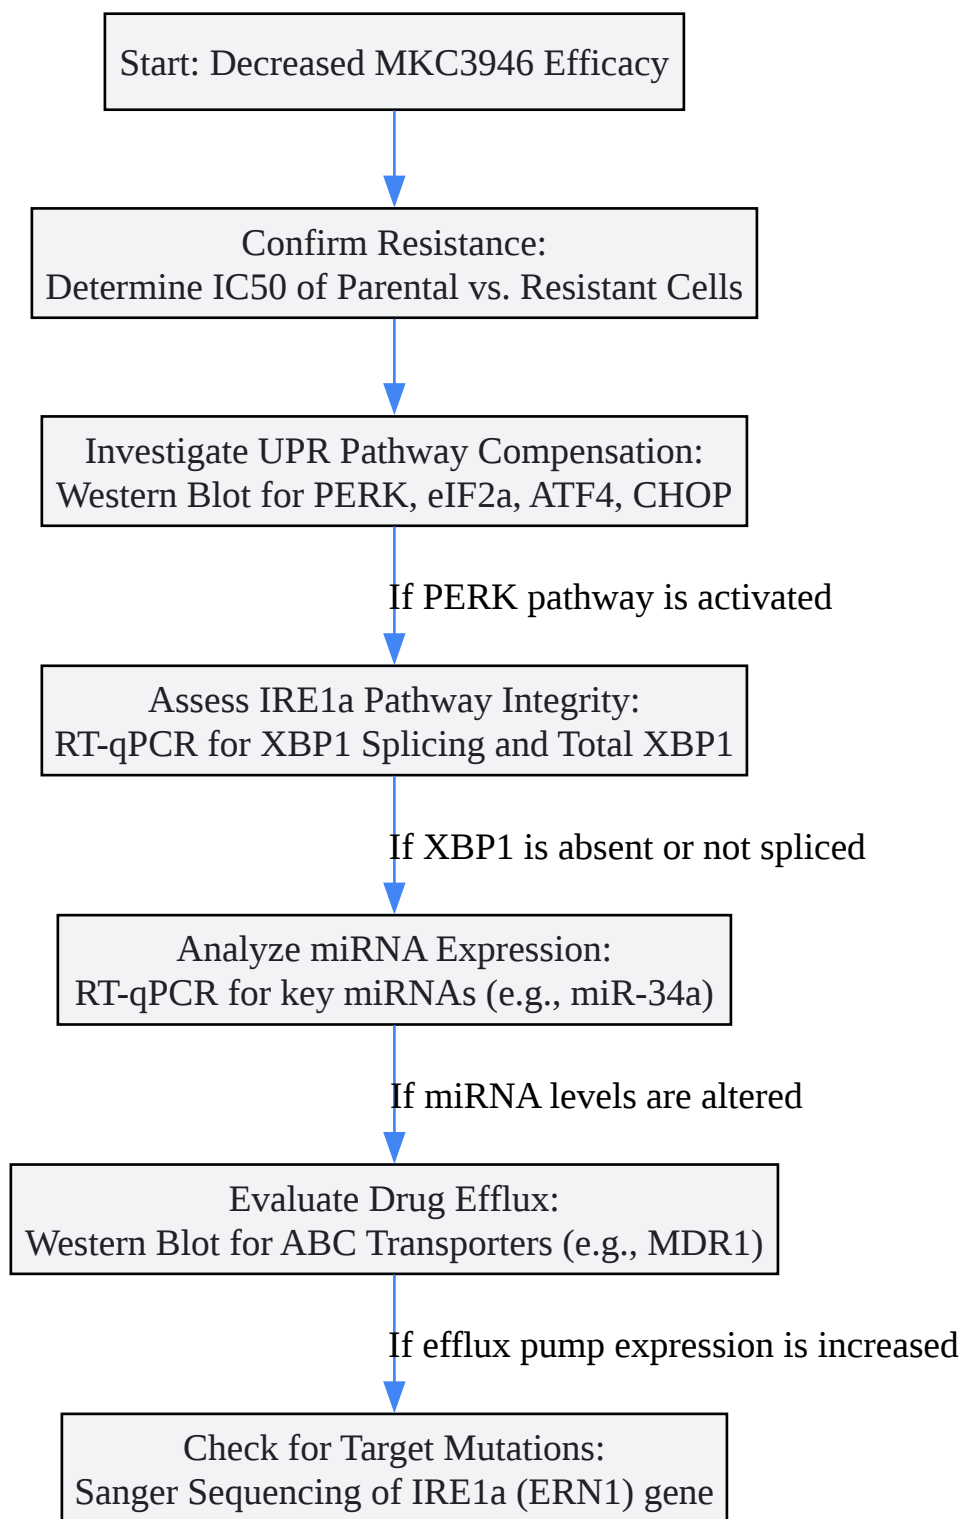 Start: Decreased MKC3946 Efficacy
Confirm Resistance:
Determine IC50 of Parental vs. Resistant Cells
Investigate UPR Pathway Compensation:
Western Blot for PERK, eIF2a, ATF4, CHOP
If PERK pathway is activated
Assess IRE1a Pathway Integrity:
RT-qPCR for XBP1 Splicing and Total XBP1
If XBP1 is absent or not spliced
Analyze miRNA Expression:
RT-qPCR for key miRNAs (e.g., miR-34a)
If miRNA levels are altered
Evaluate Drug Efflux:
Western Blot for ABC Transporters (e.g., MDR1)
If efflux pump expression is increased
Check for Target Mutations:
Sanger Sequencing of IRE1a (ERN1) gene